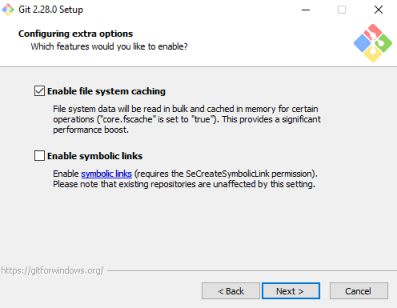 Git 2.28.0 Setup
Configuring extra options
Which features would you like to enable?
Enable file system caching
File system data will be read in bulk and cached in memory for certain
operations ("core.fscache" is set to "true"). This provides a significant
performance boost.
Enable symbolic links
Enable symbolic links (requires the SeCreateSymbolicLink permission).
Please note that existing repositories are unaffected by this setting.
https://gitforwindows.org/
< Back
Next >
Cancel